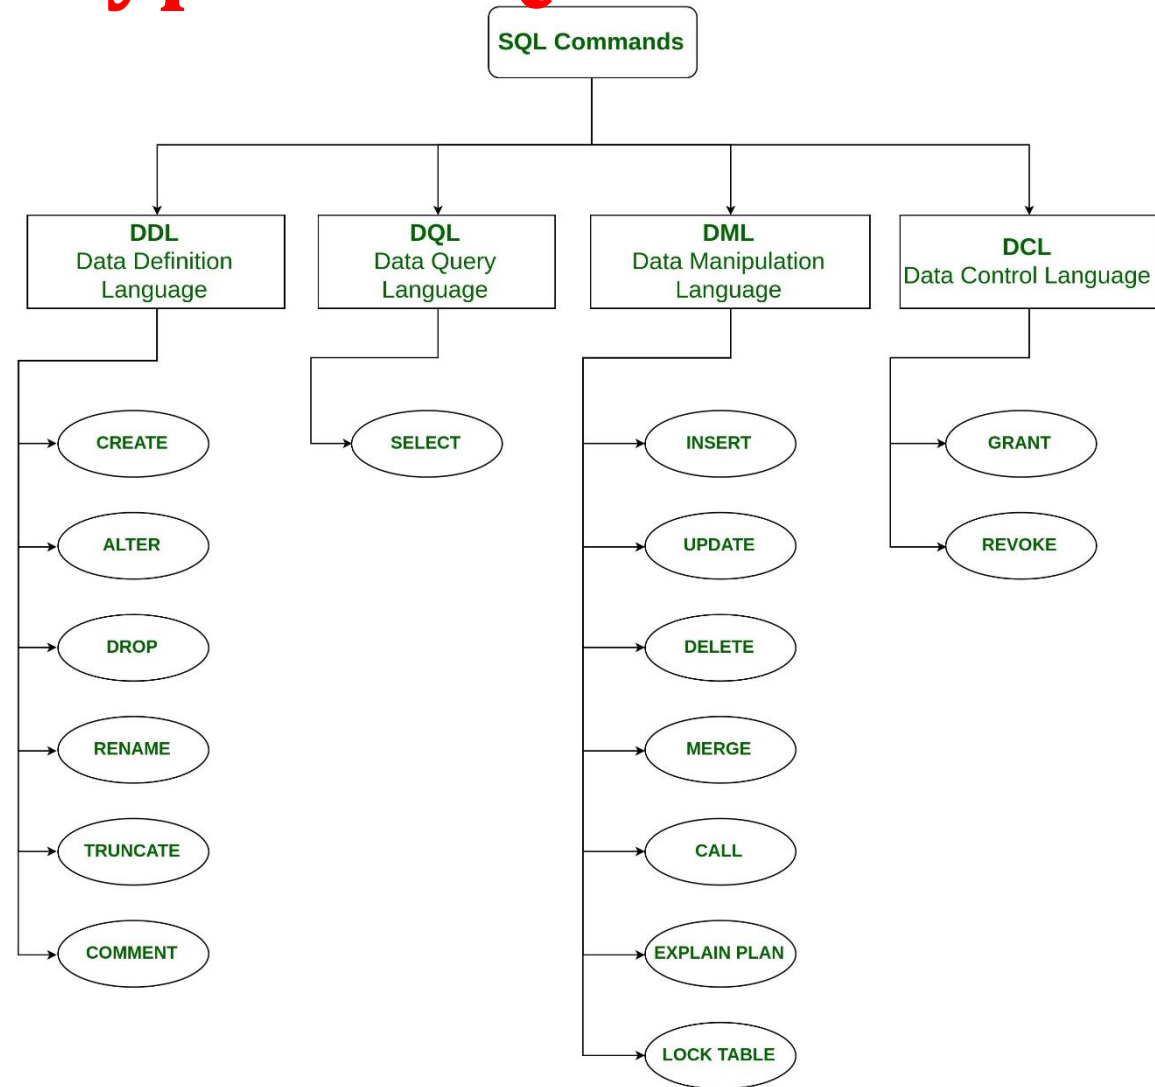 SQL Commands
DDL
Data Definition
Language
DQL
Data Query
Language
DML
Data Manipulation
Language
DCL
Data Control Language
CREATE
ALTER
DROP
RENAME
TRUNCATE
COMMENT
SELECT
INSERT
UPDATE
DELETE
MERGE
CALL
EXPLAIN PLAN
LOCK TABLE
GRANT
REVOKE